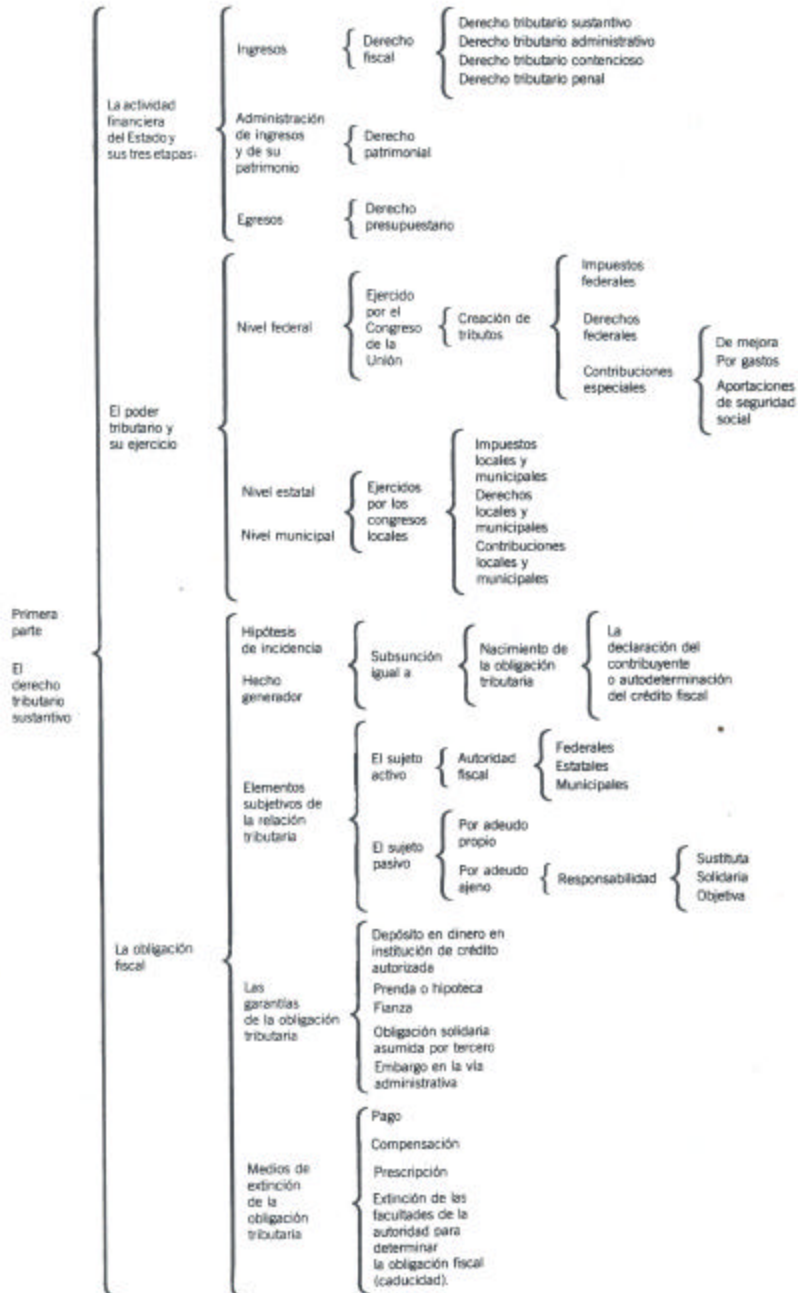 Primera
parte
El
derecho
tributario
sustantivo
La actividad
financiera
del Estado y
sus tres etapas:
Ingresos
Derecho
fiscal
Derecho tributario sustantivo
Derecho tributario administrativo
Derecho tributario contencioso
Derecho tributario penal
Administración
de ingresos
y de su
patrimonio
Derecho
patrimonial
Egresos
Derecho
presupuestario
El poder
tributario y
su ejercicio
Nivel federal
Ejercido
por el
Congreso
de la
Unión
Creación de
tributos
Impuestos
federales
Derechos
federales
Contribuciones
especiales
De mejora
Por gastos
Aportaciones
de seguridad
social
Nivel estatal
Nivel municipal
Ejercidos
por los
congresos
locales
Impuestos
locales y
municipales
Derechos
locales y
municipales
Contribuciones
locales y
municipales
La obligación
fiscal
Hipótesis
de incidencia
Hecho
generador
Subsunción
igual a
Nacimiento de
la obligación
tributaria
La
declaración del
contribuyente
o autodeterminación
del crédito fiscal
Elementos
subjetivos de
la relación
tributaria
El sujeto
activo
Autoridad
fiscal
Federales
Estatales
Municipales
El sujeto
pasivo
Por adeudo
propio
Por adeudo
ajeno
Responsabilidad
Sustituta
Solidaria
Objetiva
Las
garantías
de la obligación
tributaria
Depósito en dinero en
institución de crédito
autorizada
Prenda o hipoteca
Fianza
Obligación solidaria
asumida por tercero
Embargo en la vía
administrativa
Medios de
extinción
de la
obligación
tributaria
Pago
Compensación
Prescripción
Extinción de las
facultades de la
autoridad para
determinar
la obligación fiscal
(caducidad).